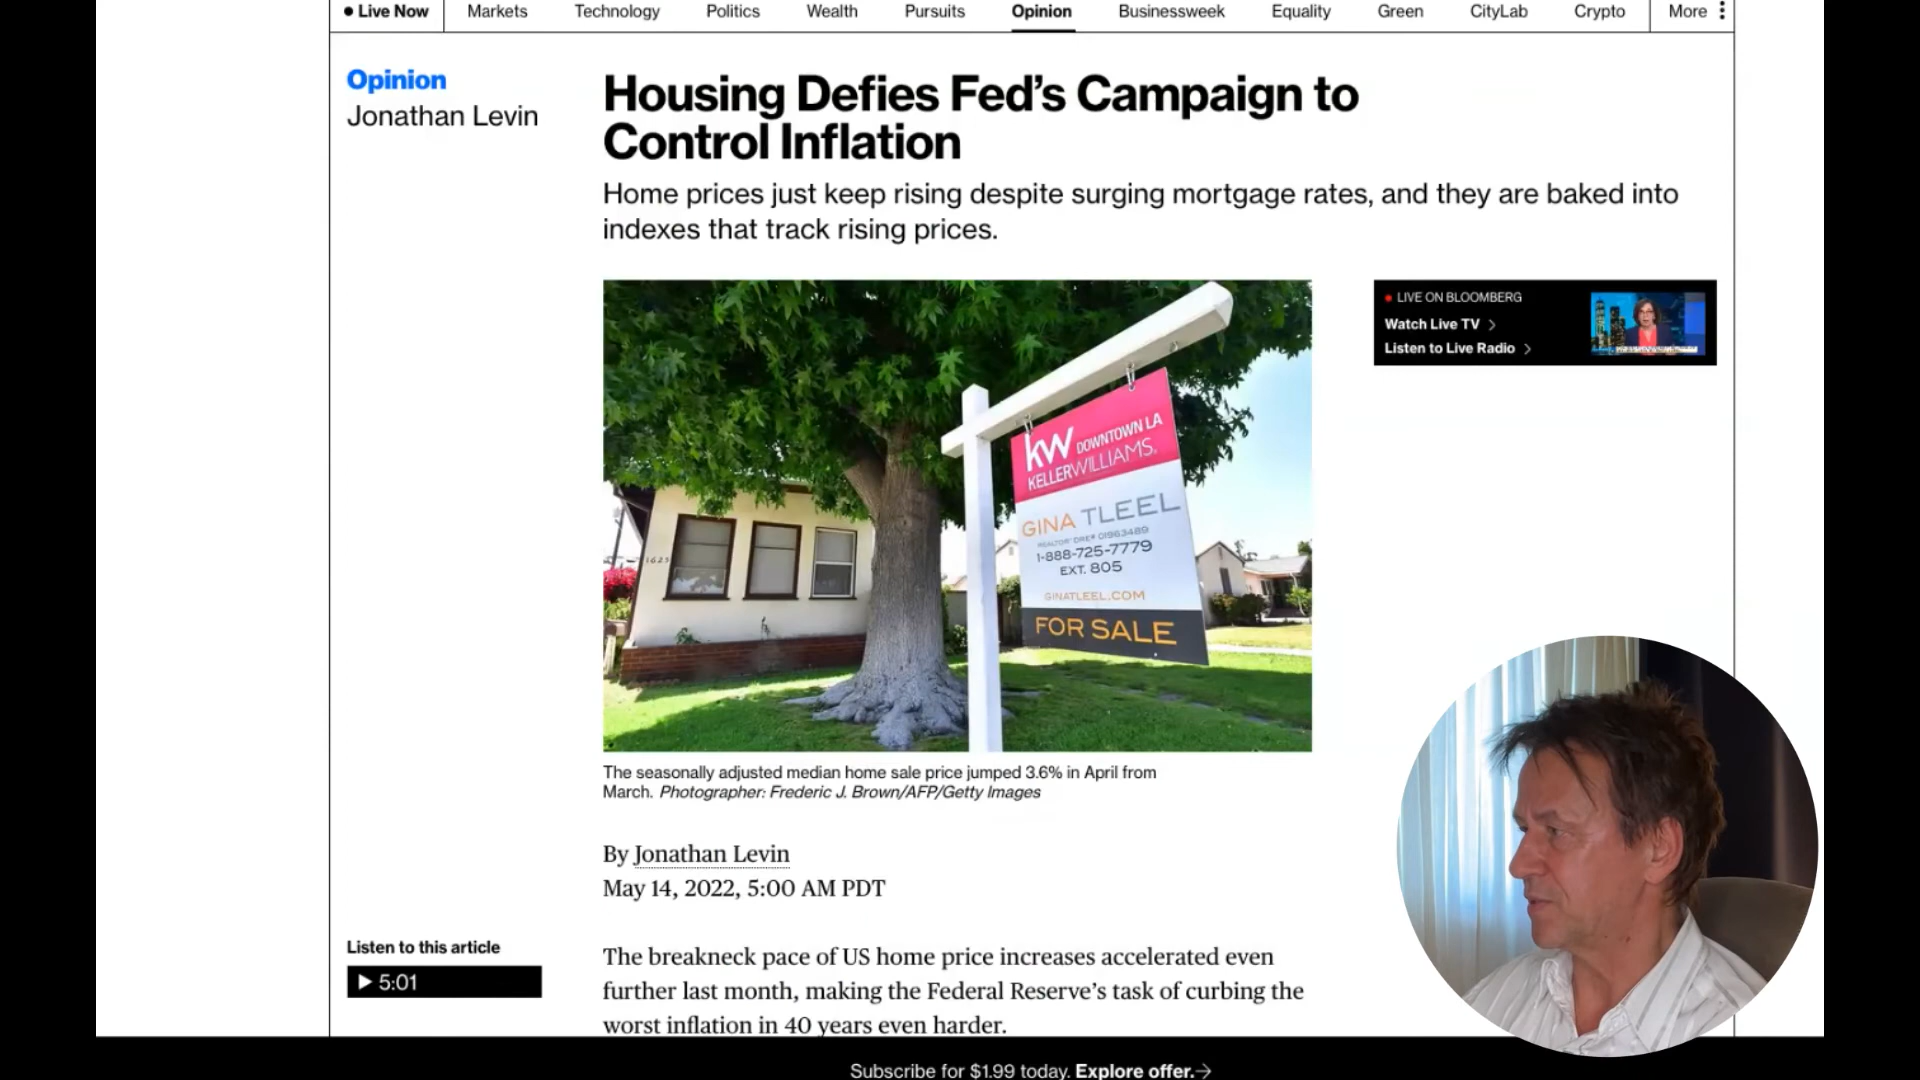 Live Now
Markets
Technology
Politics
Wealth
Pursuits
Opinion
Businessweek
Equality
Green
CityLab
Crypto
More
Opinion
Jonathan Levin
Housing Defies Fed’s Campaign to
Control Inflation
Home prices just keep rising despite surging mortgage rates, and they are baked into
indexes that track rising prices.
LIVE ON BLOOMBERG
Watch Live TV
Listen to Live Radio
kw DOWNTOWN LA
KELLERWILLIAMS.
GINA TLEEL
REALTOR® DRE# 01963489
1-888-725-7779
EXT. 805
GINATLEEL.COM
FOR SALE
1623
The seasonally adjusted median home sale price jumped 3.6% in April from
March. Photographer: Frederic J. Brown/AFP/Getty Images
By Jonathan Levin
May 14, 2022, 5:00 AM PDT
Listen to this article
5:01
The breakneck pace of US home price increases accelerated even
further last month, making the Federal Reserve’s task of curbing the
worst inflation in 40 years even harder.
Subscribe for $1.99 today. Explore offer.→